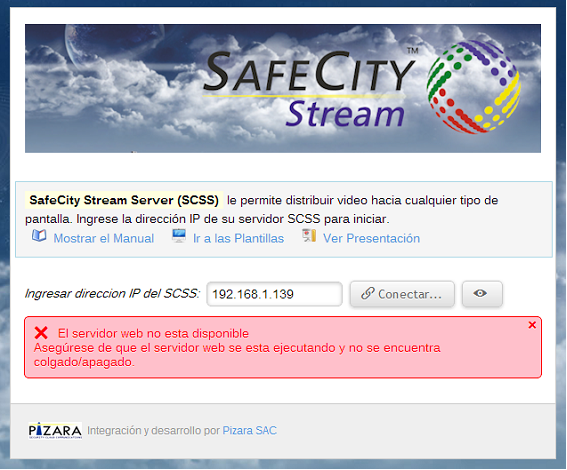 SAFECITY™
Stream
SafeCity Stream Server (SCSS) le permite distribuir video hacia cualquier tipo de
pantalla. Ingrese la dirección IP de su servidor SCSS para iniciar.
Mostrar el Manual Ir a las Plantillas Ver Presentación
Ingresar direccion IP del SCSS: 192.168.1.139 Conectar...
El servidor web no esta disponible
Asegúrese de que el servidor web se esta ejecutando y no se encuentra
colgado/apagado.
PIZARA Integración y desarrollo por Pizara SAC